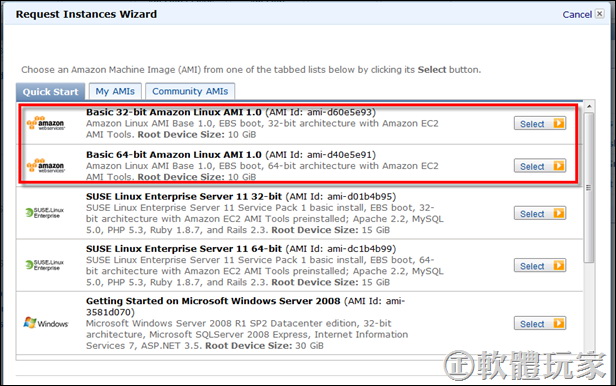 Request Instances Wizard
Cancel
Choose an Amazon Machine Image (AMI) from one of the tabbed lists below by clicking its Select button.
Quick Start
My AMIs
Community AMIs
amazon
webservices
Basic 32-bit Amazon Linux AMI 1.0 (AMI Id: ami-d60e5e93)
Amazon Linux AMI Base 1.0, EBS boot, 32-bit architecture with Amazon EC2
AMI Tools. Root Device Size: 10 GiB
Select
amazon
webservices
Basic 64-bit Amazon Linux AMI 1.0 (AMI Id: ami-d40e5e91)
Amazon Linux AMI Base 1.0, EBS boot, 64-bit architecture with Amazon EC2
AMI Tools. Root Device Size: 10 GiB
Select
SUSE Linux
Enterprise
SUSE Linux Enterprise Server 11 32-bit (AMI Id: ami-d01b4b95)
SUSE Linux Enterprise Server 11 Service Pack 1 basic install, EBS boot, 32-
bit architecture with Amazon EC2 AMI Tools preinstalled; Apache 2.2, MySQL
5.0, PHP 5.3, Ruby 1.8.7, and Rails 2.3. Root Device Size: 15 GiB
Select
SUSE Linux
Enterprise
SUSE Linux Enterprise Server 11 64-bit (AMI Id: ami-dc1b4b99)
SUSE Linux Enterprise Server 11 Service Pack 1 basic install, EBS boot, 64-
bit architecture with Amazon EC2 AMI Tools preinstalled; Apache 2.2, MySQL
5.0, PHP 5.3, Ruby 1.8.7, and Rails 2.3. Root Device Size: 15 GiB
Select
Windows
Getting Started on Microsoft Windows Server 2008 (AMI Id: ami-
3581d070)
Microsoft Windows Server 2008 R1 SP2 Datacenter edition, 32-bit
architecture, Microsoft SQLServer 2008 Express, Internet Information
Services 7, ASP.NET 3.5. Root Device Size: 30 GiB
Select
正軟體玩家